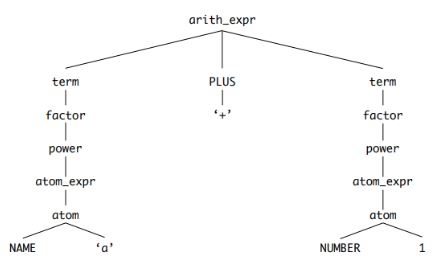 arith_expr
term PLUS term
factor ‘+’ factor
power power
atom_expr atom_expr
atom atom
NAME ‘a’ NUMBER 1